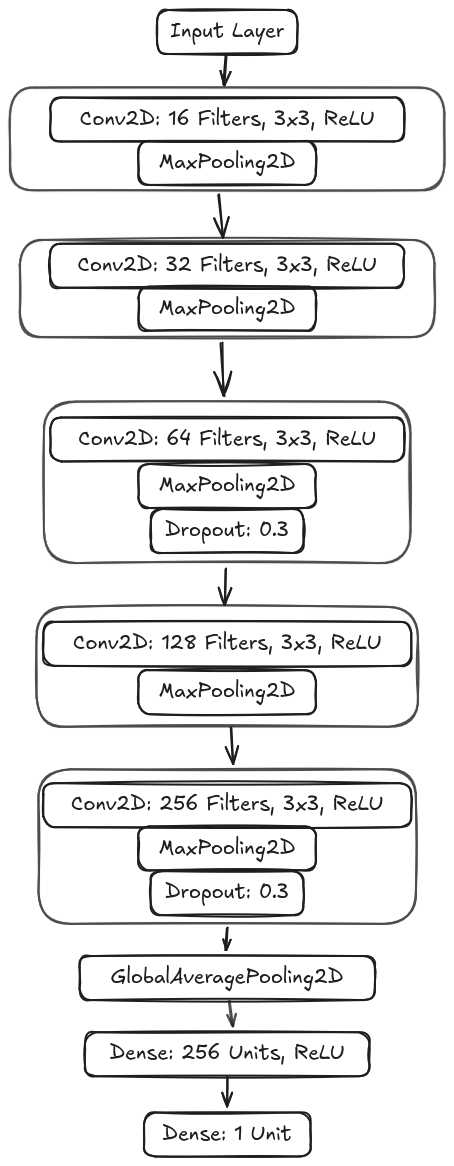 Input Layer
Conv2D: 16 Filters, 3x3, ReLU
MaxPooling2D
Conv2D: 32 Filters, 3x3, ReLU
MaxPooling2D
Conv2D: 64 Filters, 3x3, ReLU
MaxPooling2D
Dropout: 0.3
Conv2D: 128 Filters, 3x3, ReLU
MaxPooling2D
Conv2D: 256 Filters, 3x3, ReLU
MaxPooling2D
Dropout: 0.3
GlobalAveragePooling2D
Dense: 256 Units, ReLU
Dense: 1 Unit